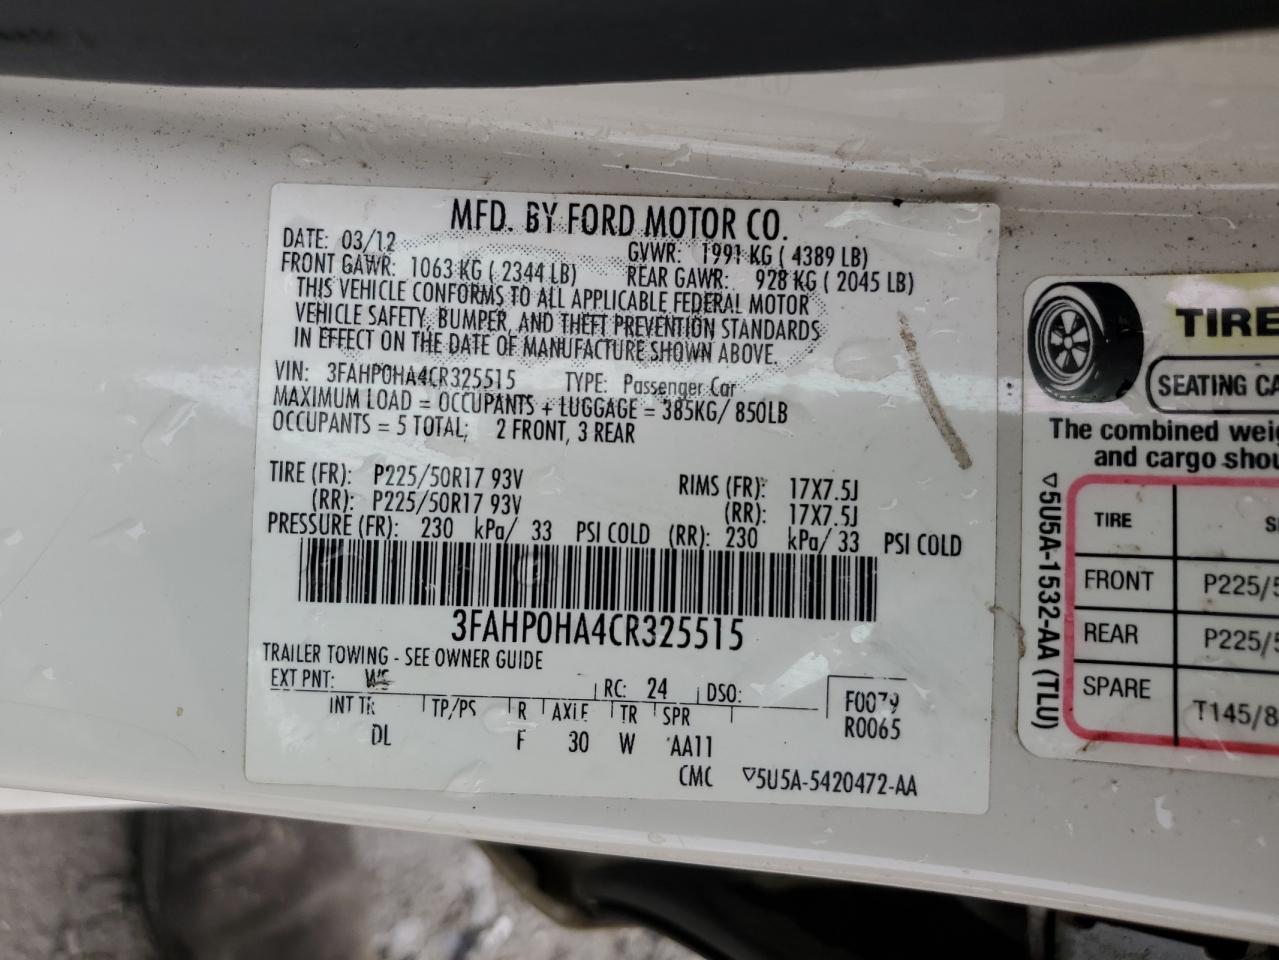 MFD. BY FORD MOTOR CO.
DATE: 03/12 GVWR: 1991 KG ( 4389 LB)
FRONT GAWR: 1063 KG ( 2344 LB) REAR GAWR: 928 KG ( 2045 LB)
THIS VEHICLE CONFORMS TO ALL APPLICABLE FEDERAL MOTOR
VEHICLE SAFETY, BUMPER, AND THEFT PREVENTION STANDARDS
IN EFFECT ON THE DATE OF MANUFACTURE SHOWN ABOVE.
VIN: 3FAHP0HA4CR325515 TYPE: Passenger Car
MAXIMUM LOAD = OCCUPANTS + LUGGAGE = 385KG/ 850LB
OCCUPANTS = 5 TOTAL; 2 FRONT, 3 REAR
TIRE (FR): P225/50R17 93V RIMS (FR): 17X7.5J
(RR): P225/50R17 93V (RR): 17X7.5J
PRESSURE (FR): 230 kPa/ 33 PSI COLD (RR): 230 kPa/ 33 PSI COLD
3FAHP0HA4CR325515
TRAILER TOWING - SEE OWNER GUIDE
EXT PNT: RC: 24 DSO: F0079
INT TR TP/PS R AXLE TR SPR R0065
DL F 30 W AA11
CMC ▽5U5A-5420472-AA
TIRE
SEATING CA
The combined weig
and cargo shou
▽5U5A-1532-AA (TLU)
TIRE S
FRONT P225/5
REAR P225/5
SPARE T145/8